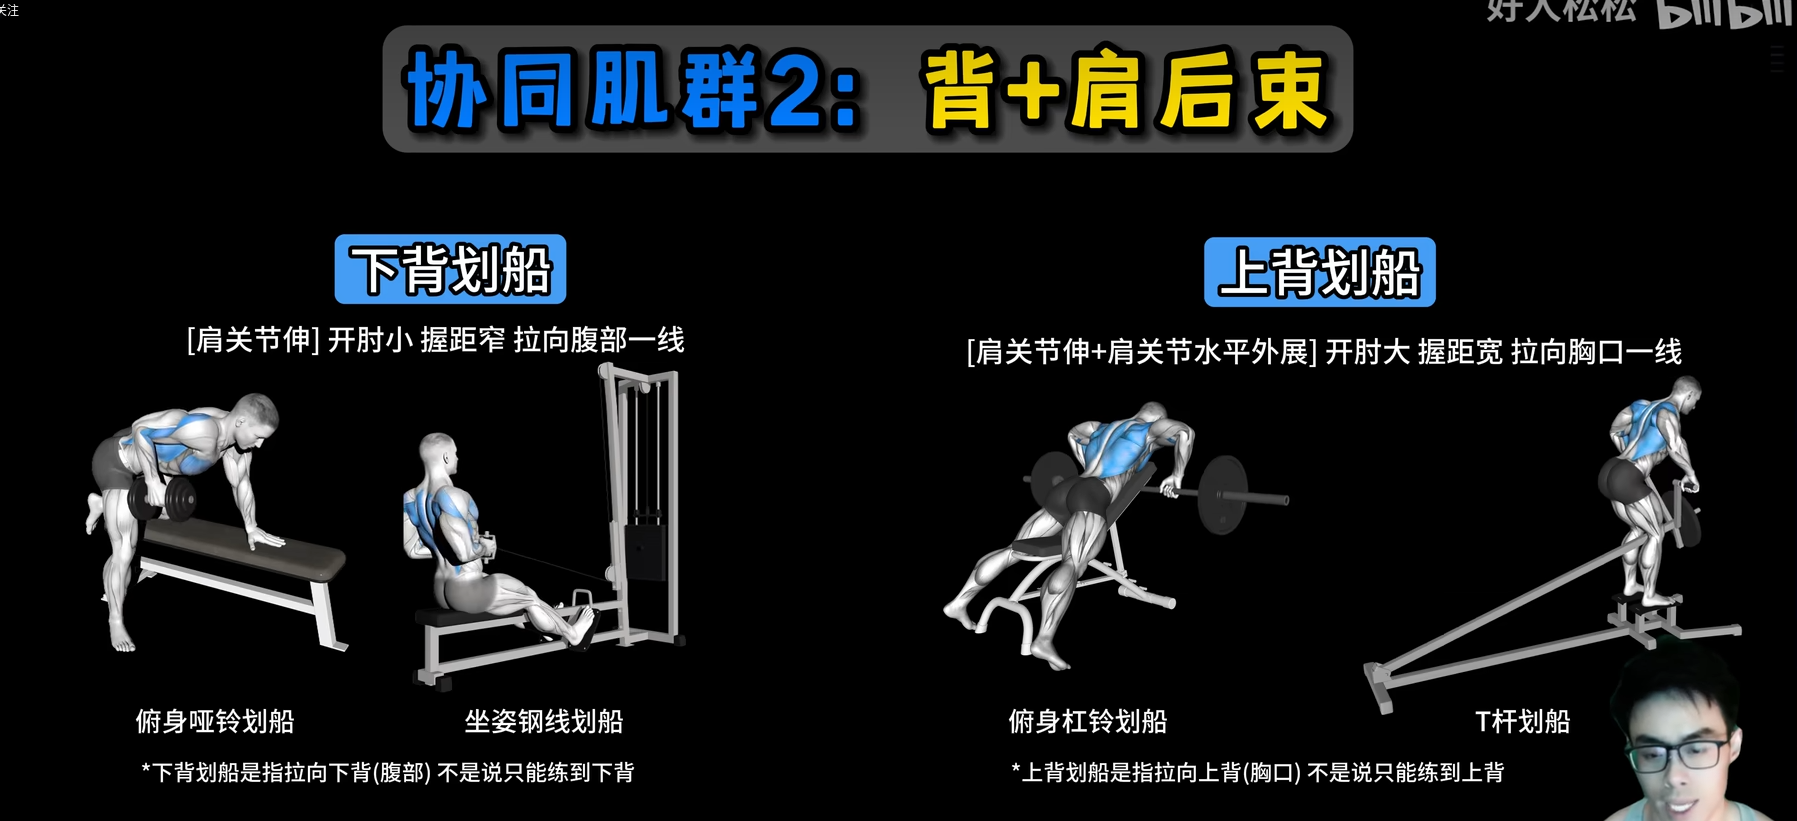 关注
好人松松 bilibili
协同肌群2: 背+肩后束
下背划船
[肩关节伸] 开肘小 握距窄 拉向腹部一线
上背划船
[肩关节伸+肩关节水平外展] 开肘大 握距宽 拉向胸口一线
俯身哑铃划船
坐姿钢线划船
俯身杠铃划船
T杆划船
*下背划船是指拉向下背(腹部) 不是说只能练到下背
*上背划船是指拉向上背(胸口) 不是说只能练到上背